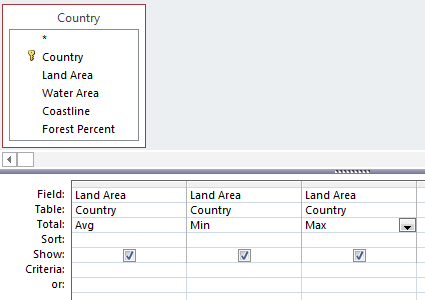 Country
*
Country
Land Area
Water Area
Coastline
Forest Percent
Field: Land Area Land Area Land Area
Table: Country Country Country
Total: Avg Min Max
Sort:
Show:
Criteria:
or: